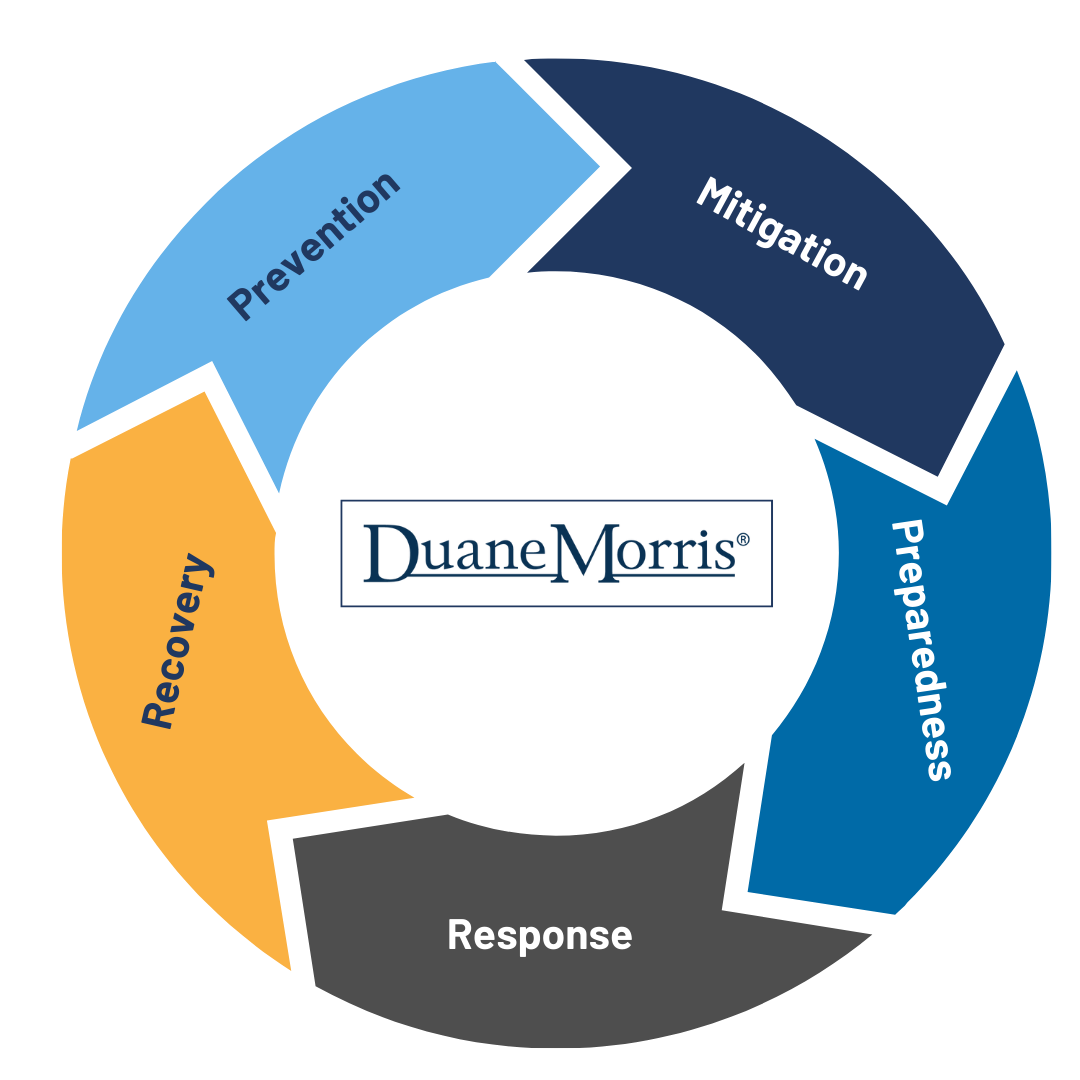 Prevention
Mitigation
Preparedness
Response
Recovery
DuaneMorris®